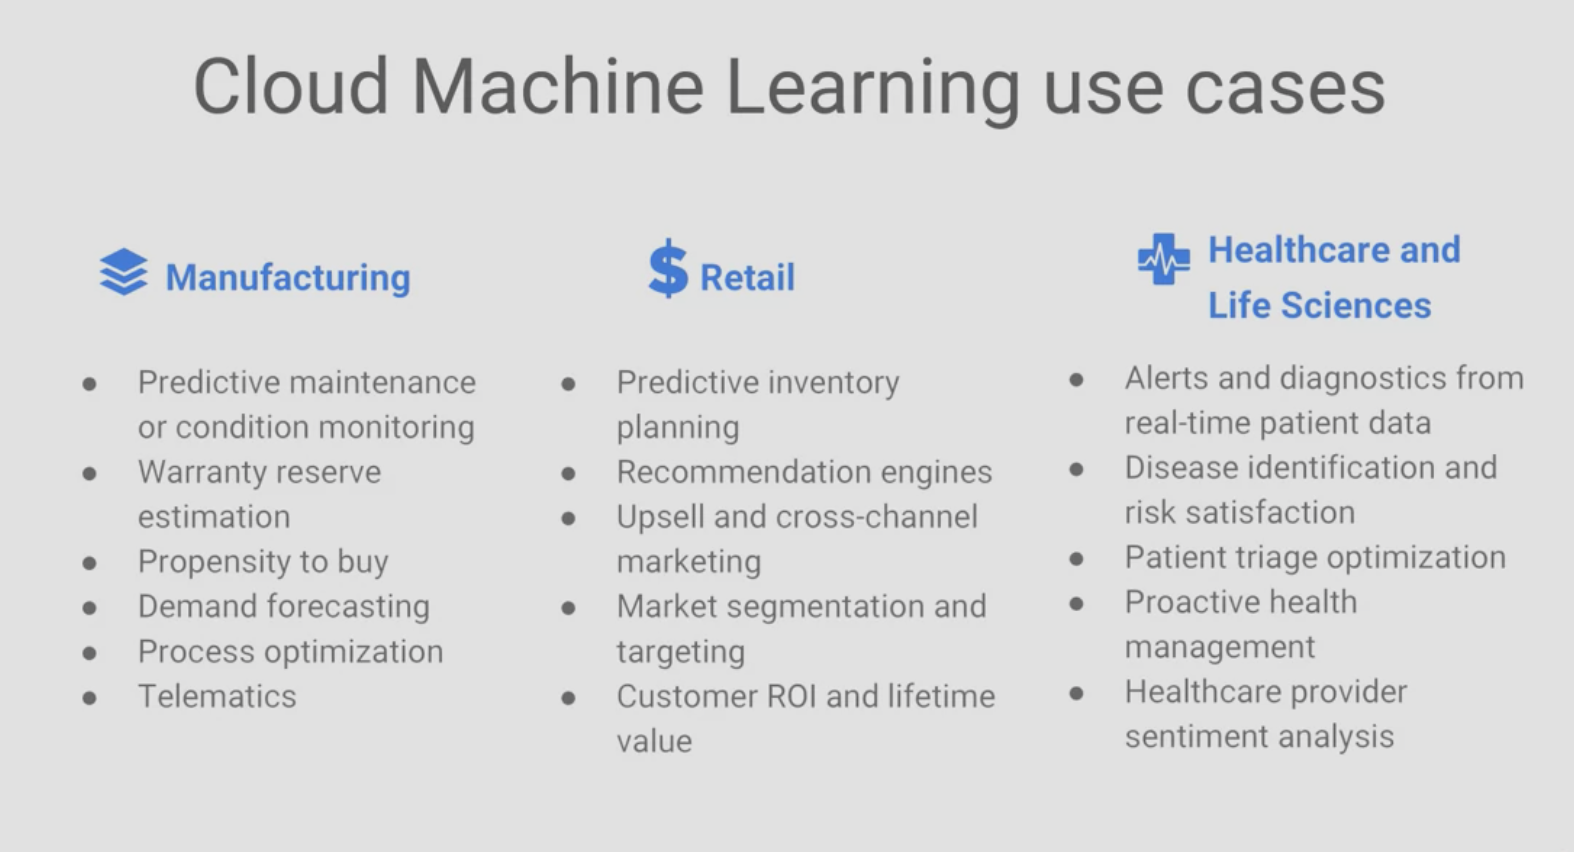 Cloud Machine Learning use cases
Manufacturing
● Predictive maintenance
or condition monitoring
● Warranty reserve
estimation
● Propensity to buy
● Demand forecasting
● Process optimization
● Telematics
$ Retail
● Predictive inventory
planning
● Recommendation engines
● Upsell and cross-channel
marketing
● Market segmentation and
targeting
● Customer ROI and lifetime
value
Healthcare and
Life Sciences
● Alerts and diagnostics from
real-time patient data
● Disease identification and
risk satisfaction
● Patient triage optimization
● Proactive health
management
● Healthcare provider
sentiment analysis